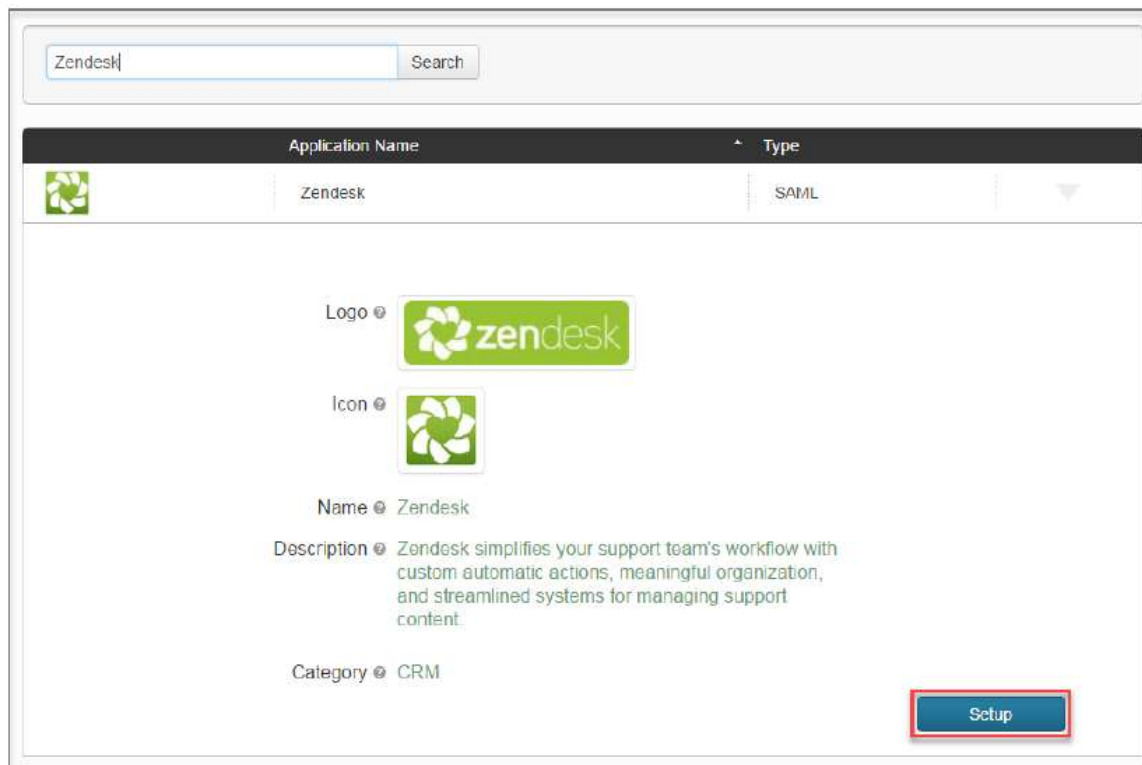 Zendesk
Search
Application Name Type
Zendesk SAML
Logo
zendesk
Icon
Name Zendesk
Description Zendesk simplifies your support team's workflow with
custom automatic actions, meaningful organization,
and streamlined systems for managing support
content.
Category CRM
Setup